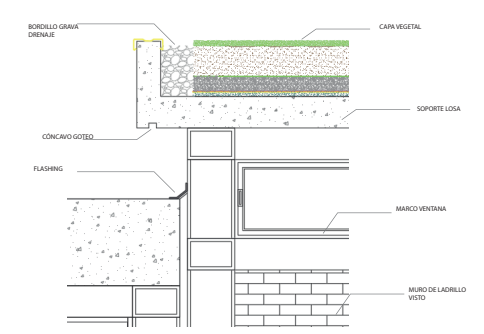 BORDILLO GRAVA
DRENAJE
CAPA VEGETAL
SOPORTE LOSA
CÓNCAVO GOTEO
FLASHING
MARCO VENTANA
MURO DE LADRILLO
VISTO